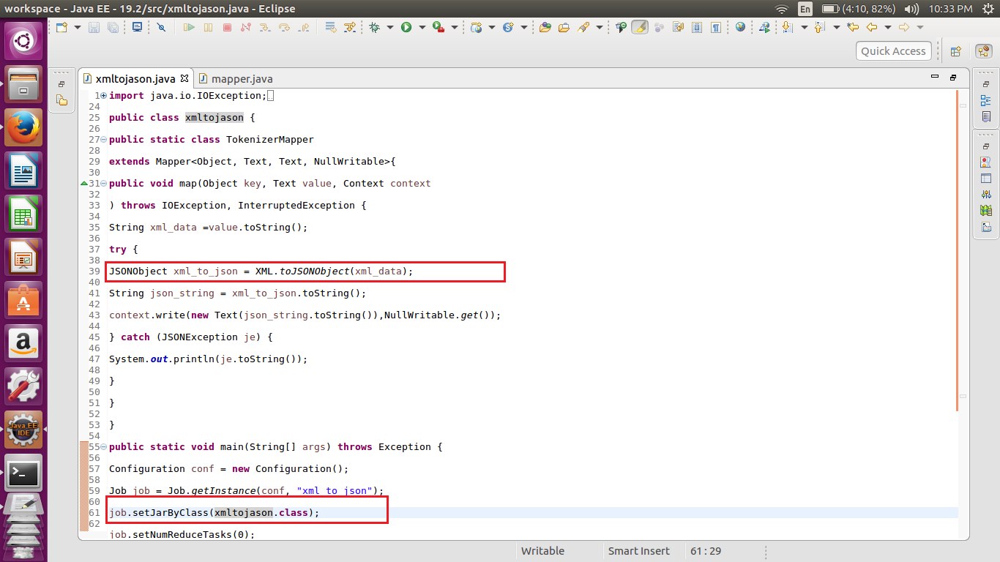 workspace - Java EE - 19.2/src/xmltojason.java - Eclipse
En
(4:10, 82%)
10:33 PM
Quick Access
xmltojason.java
mapper.java
1 import java.io.IOException;
24
25 public class xmltojason {
26
27 public static class TokenizerMapper
28
29 extends Mapper<Object, Text, Text, NullWritable>{
30
31 public void map(Object key, Text value, Context context
32
33 ) throws IOException, InterruptedException {
34
35 String xml_data =value.toString();
36
37 try {
38
39 JSONObject xml_to_json = XML.toJSONObject(xml_data);
40
41 String json_string = xml_to_json.toString();
42
43 context.write(new Text(json_string.toString()),NullWritable.get());
44
45 } catch (JSONException je) {
46
47 System.out.println(je.toString());
48
49 }
50
51 }
52
53 }
54
55 public static void main(String[] args) throws Exception {
56
57 Configuration conf = new Configuration();
58
59 Job job = Job.getInstance(conf, "xml to json");
60
61 job.setJarByClass(xmltojason.class);
62
job.setNumReduceTasks(0);
Java EE
IDE
Writable
Smart Insert
61 : 29